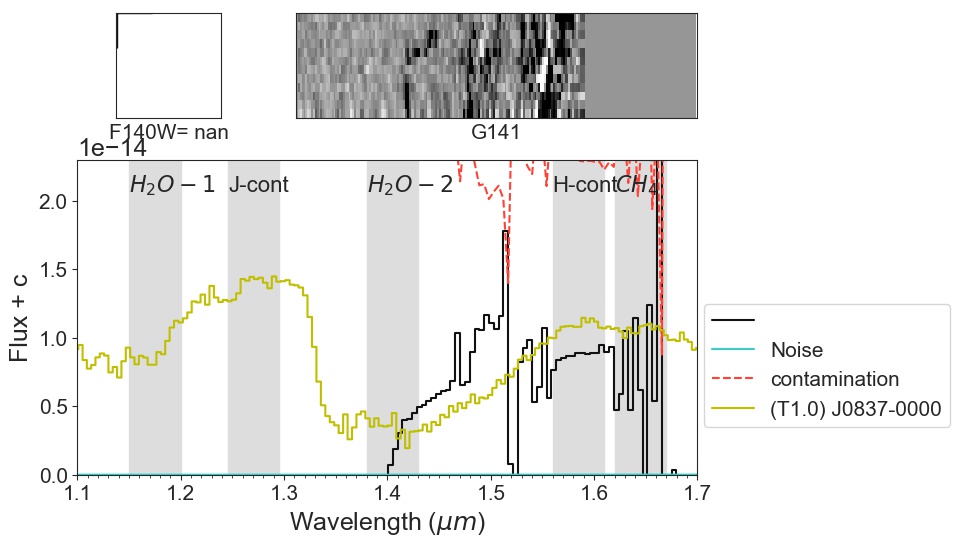 F140W= nan
G141
1e−14
H₂O − 1 J-cont H₂O − 2 H-cont CH₄
2.0
1.5
1.0
0.5
0.0
Flux + c
1.1 1.2 1.3 1.4 1.5 1.6 1.7
Wavelength (μm)
Noise
contamination
(T1.0) J0837-0000